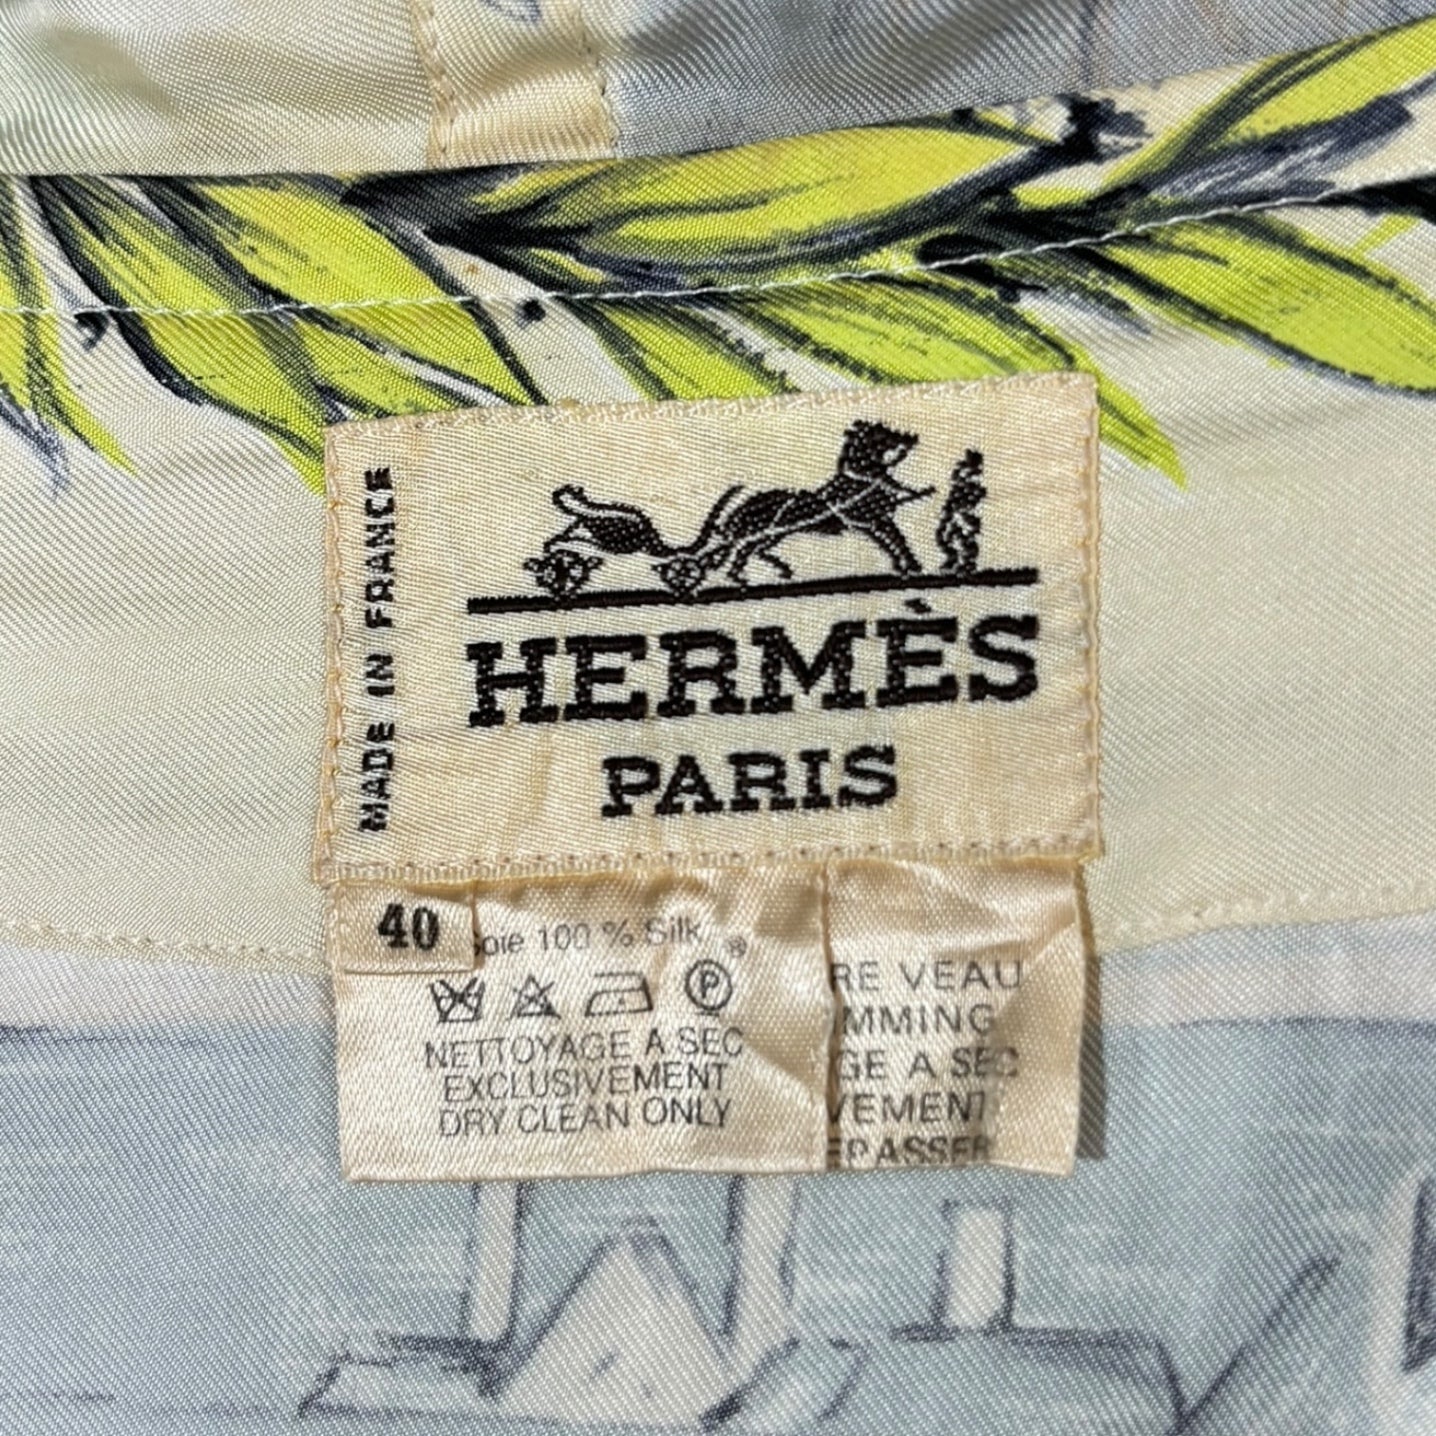 MADE IN FRANCE
HERMÈS
PARIS
40
100 % Silk
P ®
NETTOYAGE A SEC
EXCLUSIVEMENT
DRY CLEAN ONLY
RE VEAU
MMING
GE A SEC
VEMENT
EPASSER